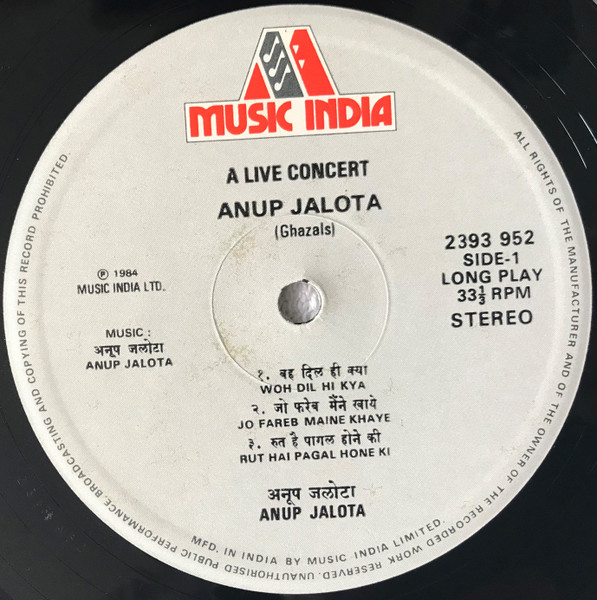 MUSIC INDIA
A LIVE CONCERT
ANUP JALOTA
(Ghazals)
℗ 1984
MUSIC INDIA LTD.
2393 952
SIDE-1
LONG PLAY
33⅓ RPM
STEREO
MUSIC :
अनूप जलोटा
ANUP JALOTA
१. वह दिल ही क्या
WOH DIL HI KYA
२. जो फरेब मैंने खाये
JO FAREB MAINE KHAYE
३. रुत है पागल होने की
RUT HAI PAGAL HONE KI
अनूप जलोटा
ANUP JALOTA
MFD. IN INDIA BY MUSIC INDIA LIMITED.
ALL RIGHTS OF THE MANUFACTURER AND OF THE OWNER OF THE RECORDED WORK RESERVED. UNAUTHORISED PUBLIC PERFORMANCE, BROADCASTING AND COPYING OF THIS RECORD PROHIBITED.